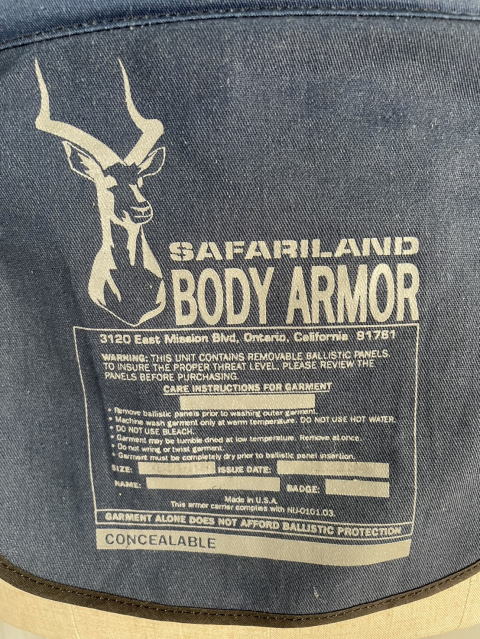 SAFARILAND
BODY ARMOR
3120 East Mission Blvd, Ontario, California 91761
WARNING: THIS UNIT CONTAINS REMOVABLE BALLISTIC PANELS.
TO INSURE THE PROPER THREAT LEVEL, PLEASE REVIEW THE
PANELS BEFORE PURCHASING.
CARE INSTRUCTIONS FOR GARMENT
• Remove ballistic panels prior to washing outer garment.
• Machine wash garment only at warm temperature. DO NOT USE HOT WATER.
• DO NOT USE BLEACH.
• Garment may be tumble dried at low temperature. Remove at once.
• Do not wring or twist garment.
• Garment must be completely dry prior to ballistic panel insertion.
SIZE: ISSUE DATE:
NAME: BADGE:
Made in U.S.A.
This armor carrier complies with NIJ-0101.03.
GARMENT ALONE DOES NOT AFFORD BALLISTIC PROTECTION.
CONCEALABLE